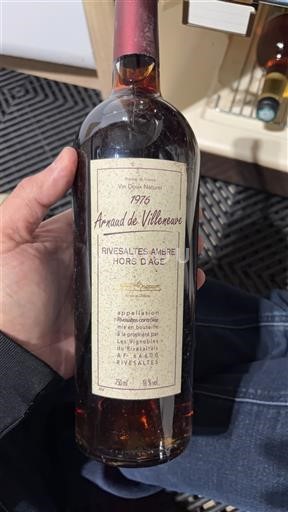 Vin Doux Naturel
1976
Arnaud de Villeneuve
RIVESALTES AMBRE
HORS D'AGE
appellation
Rivesaltes contrôlée
mis en bouteille
à la propriété par
Les Vignobles
du Rivesaltais
A F 66600
RIVESALTES
750 ml